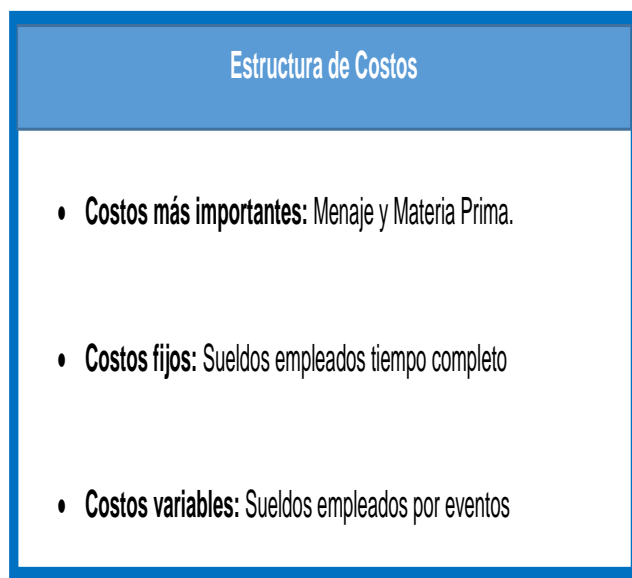 Estructura de Costos
• Costos más importantes: Menaje y Materia Prima.
• Costos fijos: Sueldos empleados tiempo completo
• Costos variables: Sueldos empleados por eventos